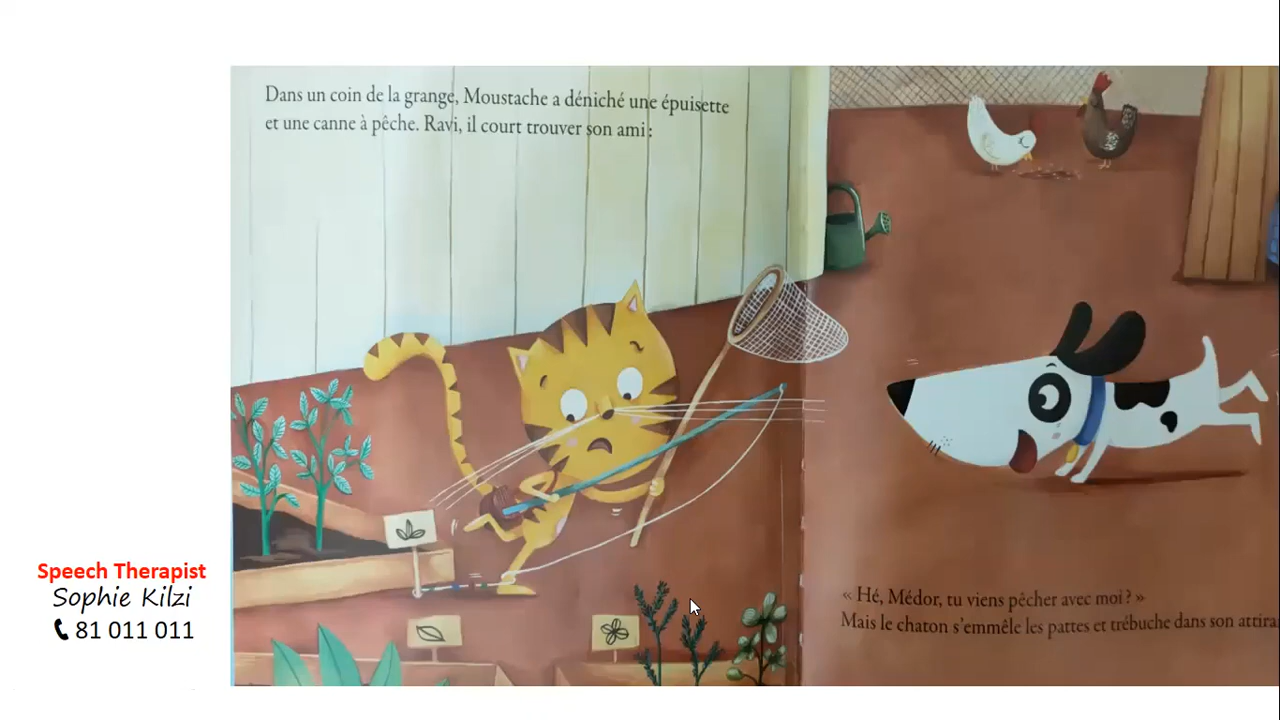 Dans un coin de la grange, Moustache a déniché une épuisette
et une canne à pêche. Ravi, il court trouver son ami :
« Hé, Médor, tu viens pêcher avec moi ? »
Mais le chaton s'emmêle les pattes et trébuche dans son
Speech Therapist
Sophie Kilzi
81 011 011